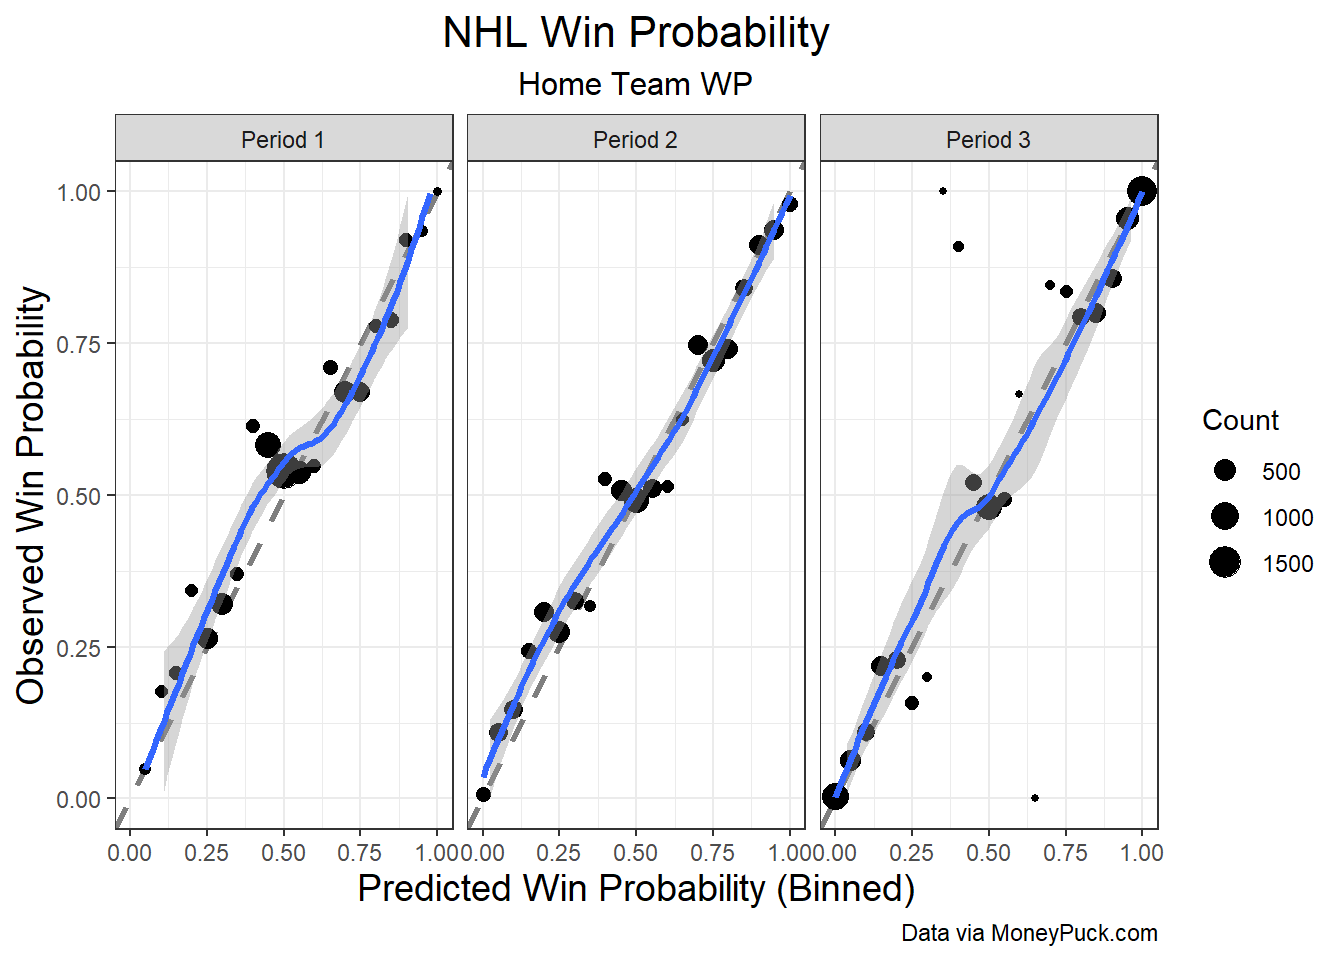 NHL Win Probability
Home Team WP
Period 1 Period 2 Period 3
1.00
0.75
0.50
0.25
0.00
Observed Win Probability
0.00 0.25 0.50 0.75 1.00 0.00 0.25 0.50 0.75 1.00 0.00 0.25 0.50 0.75 1.00
Predicted Win Probability (Binned)
Count
500
1000
1500
Data via MoneyPuck.com